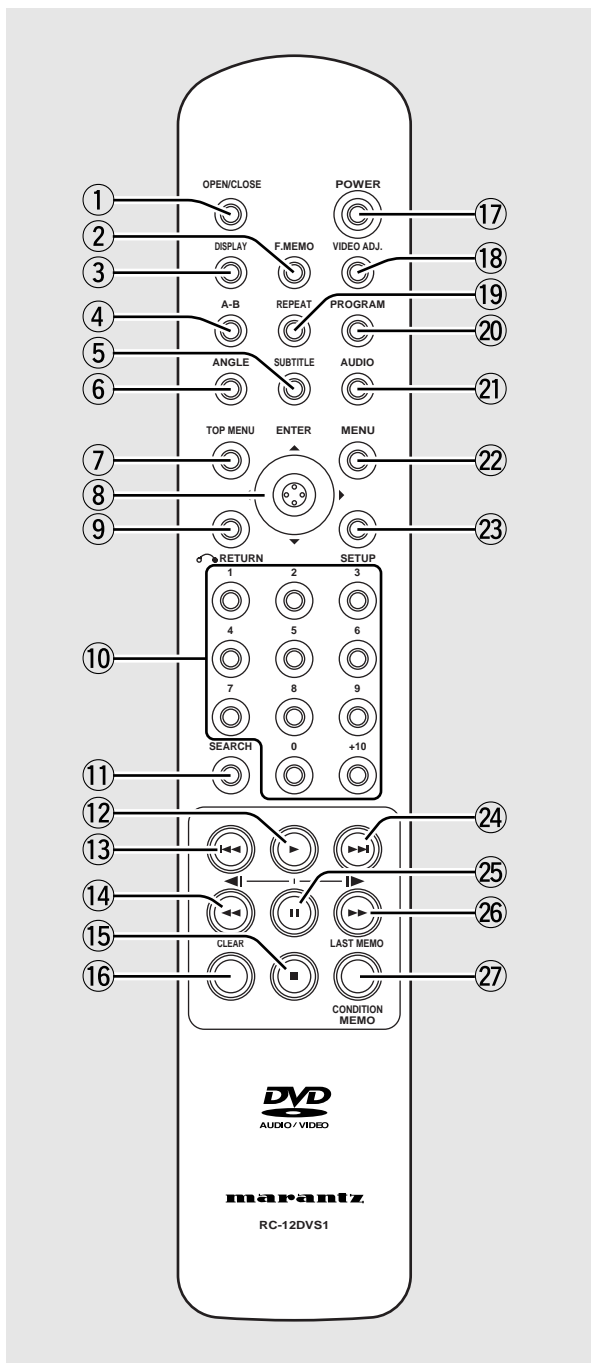 OPEN/CLOSE POWER
① ⑰
② DISPLAY F.MEMO VIDEO ADJ. ⑱
③ ⑲
④ A-B REPEAT PROGRAM ⑳
⑤ ANGLE SUBTITLE AUDIO
⑥ ㉑
TOP MENU ENTER MENU
⑦ ㉒
⑧
⑨ ㉓
RETURN SETUP
1 2 3
4 5 6
⑩
7 8 9
SEARCH 0 +10
⑪
⑫ ㉔
⑬ ㉕
⑭ ㉖
⑮ CLEAR LAST MEMO
⑯ ㉗
CONDITION
MEMO
DVD
AUDIO/VIDEO
marantz
RC-12DVS1